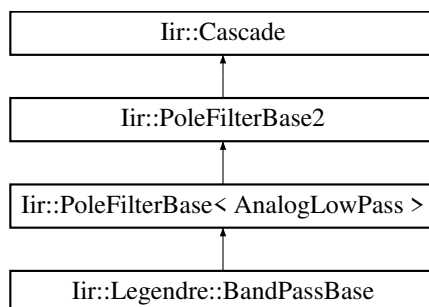 Iir::Cascade
Iir::PoleFilterBase2
Iir::PoleFilterBase< AnalogLowPass >
Iir::Legendre::BandPassBase